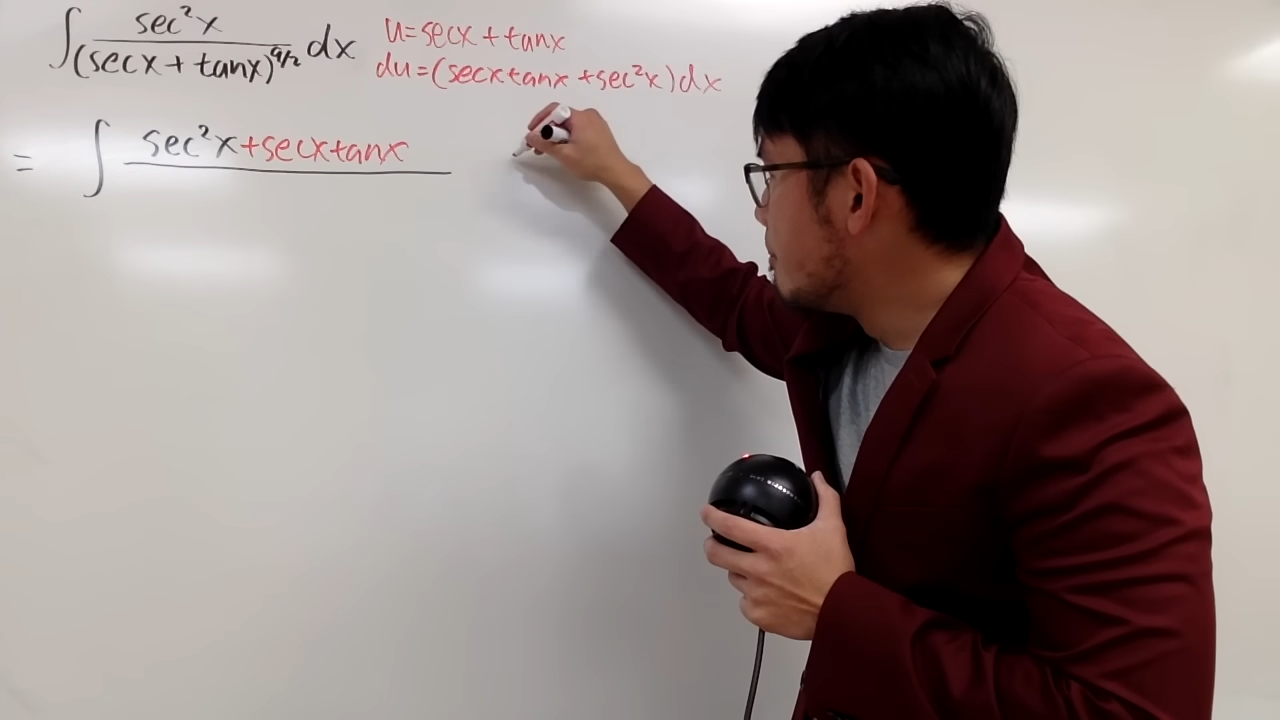 ∫ sec²x / (secx + tanx)^(9/2) dx
u = secx + tanx
du = (secxtanx + sec²x) dx
= ∫ sec²x + secxtanx